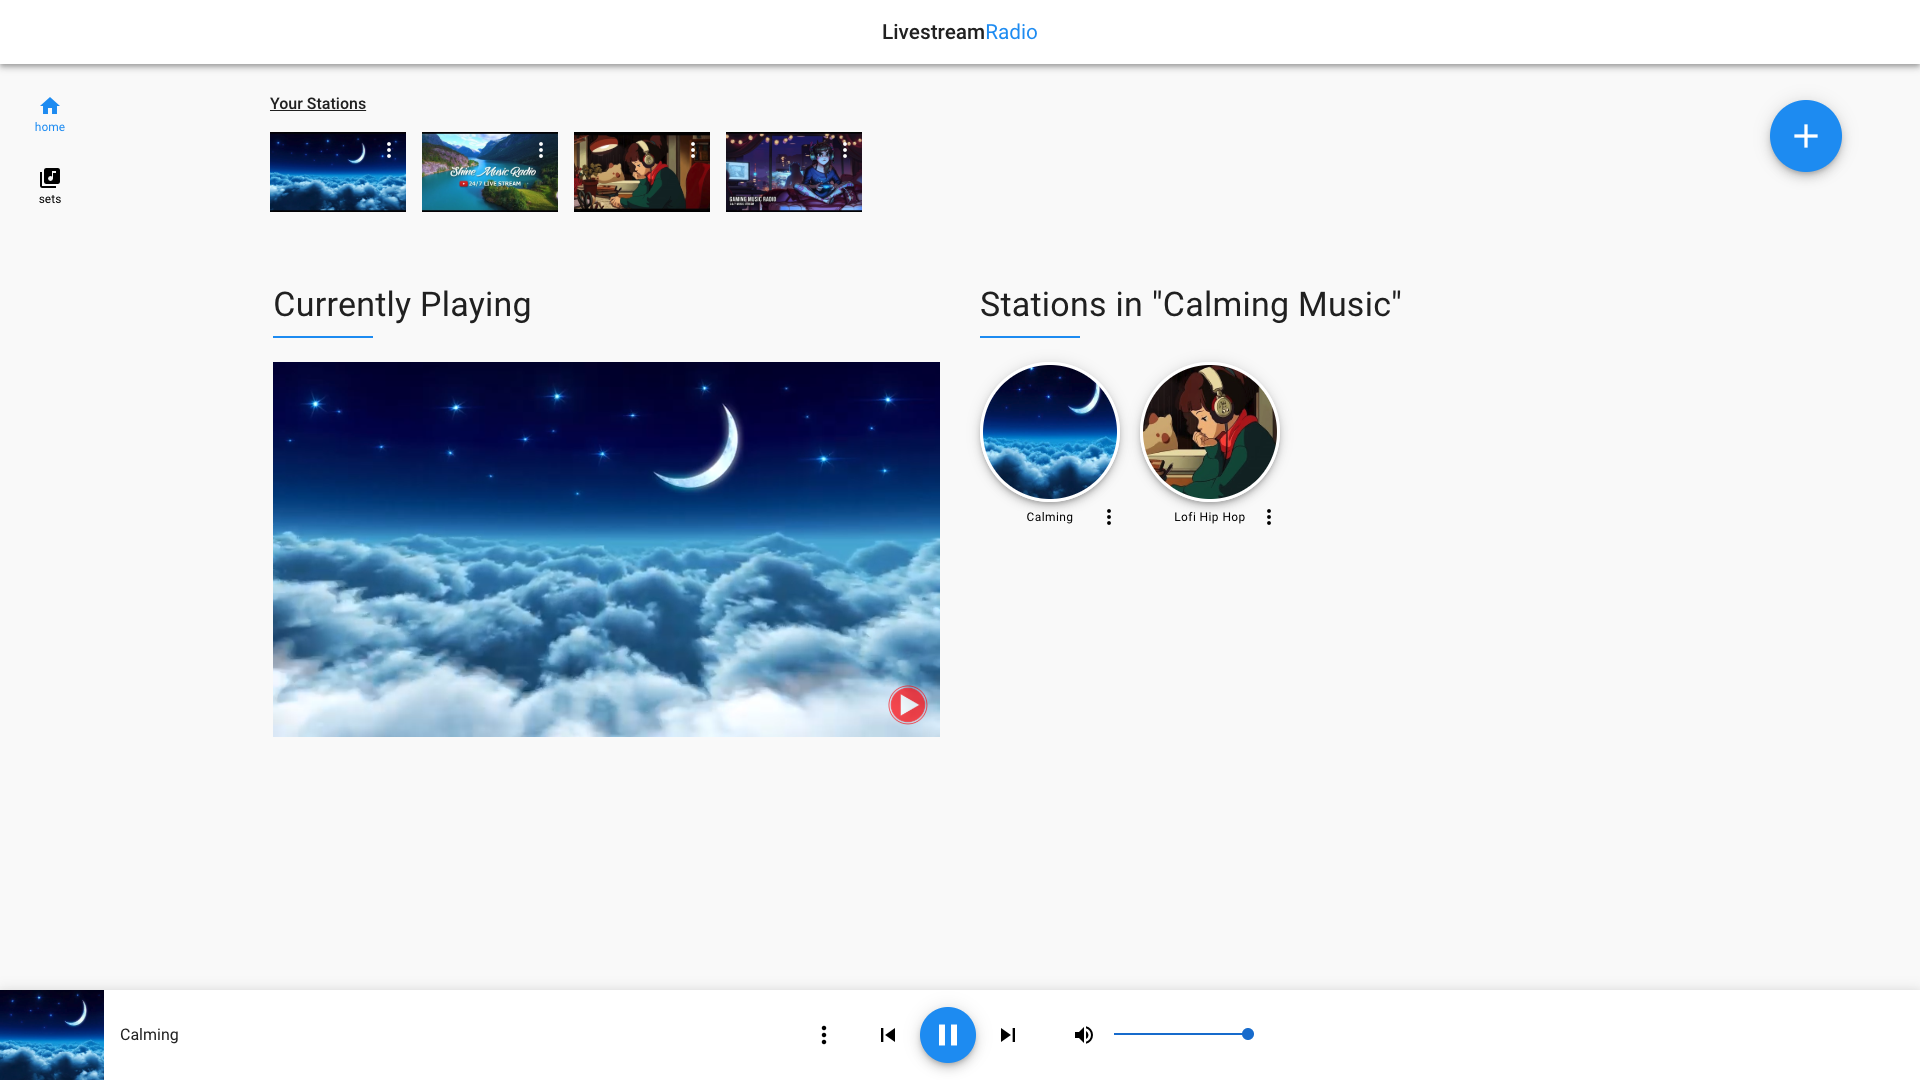 LivestreamRadio
home
sets
Your Stations
Shine Music Radio
24/7 LIVE STREAM
GAMING MUSIC RADIO
Currently Playing
Stations in "Calming Music"
Calming
Lofi Hip Hop
Calming